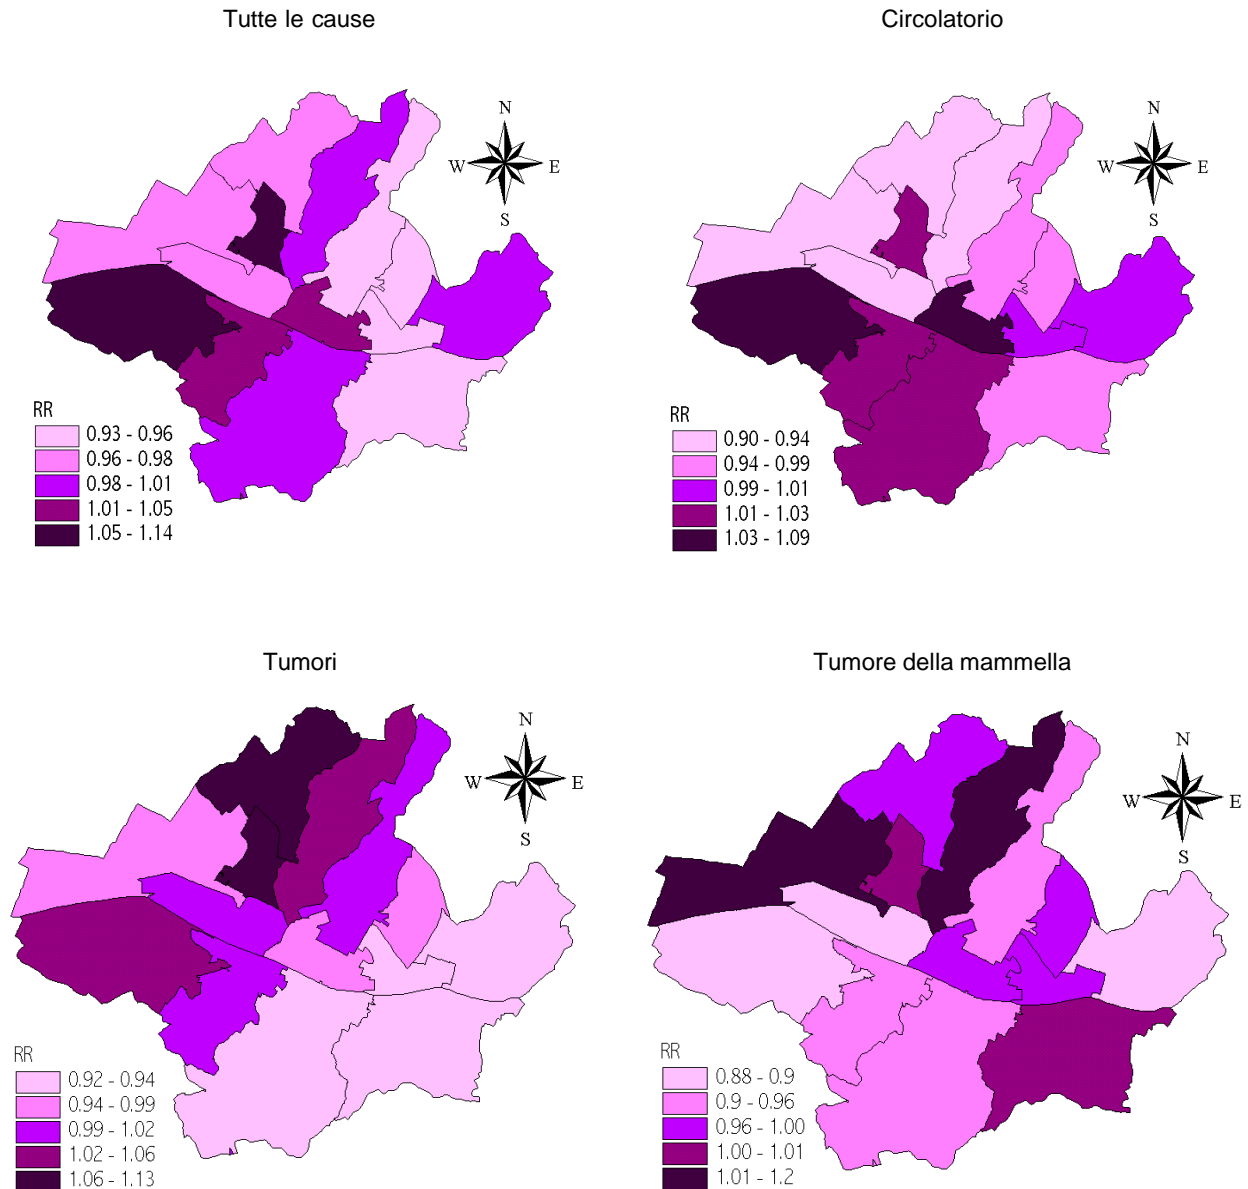 Tutte le cause
N
W E
S
RR
0.93 - 0.96
0.96 - 0.98
0.98 - 1.01
1.01 - 1.05
1.05 - 1.14
Circolatorio
N
W E
S
RR
0.90 - 0.94
0.94 - 0.99
0.99 - 1.01
1.01 - 1.03
1.03 - 1.09
Tumori
N
W E
S
RR
0.92 - 0.94
0.94 - 0.99
0.99 - 1.02
1.02 - 1.06
1.06 - 1.13
Tumore della mammella
N
W E
S
RR
0.88 - 0.9
0.9 - 0.96
0.96 - 1.00
1.00 - 1.01
1.01 - 1.2